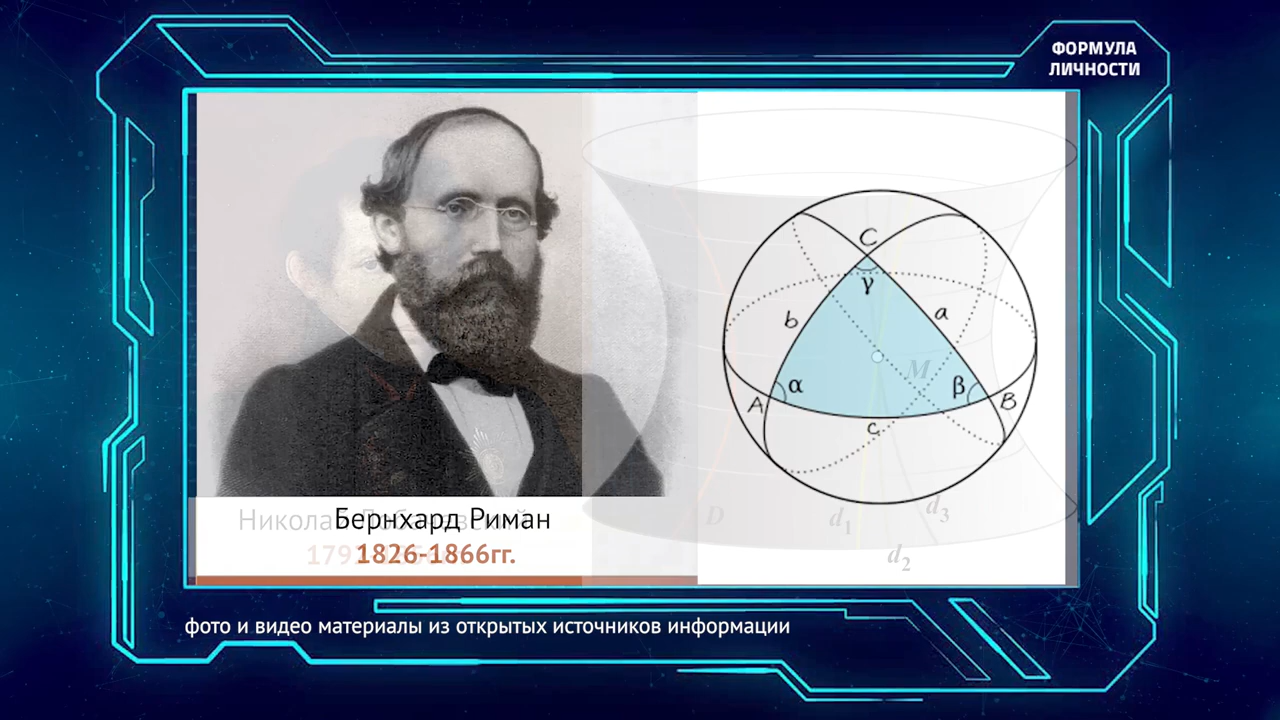 ФОРМУЛА
ЛИЧНОСТИ
C
γ
b
a
M
α
β
A
B
c
D
d1
d3
d2
Бернхард Риман
1826-1866гг.
фото и видео материалы из открытых источников информации